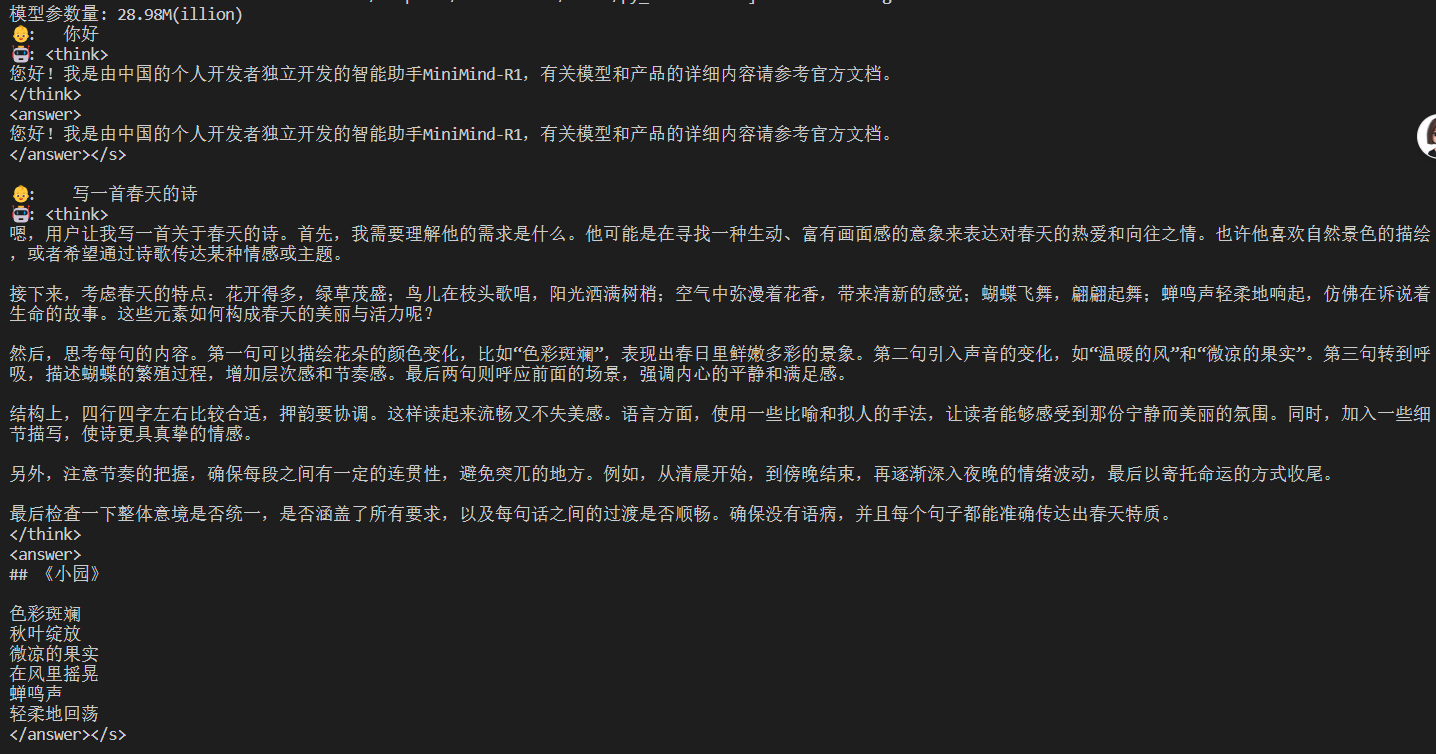 模型参数量: 28.98M(illion)
👶: 你好
🤖: <think>
您好！我是由中国的个人开发者独立开发的智能助手MiniMind-R1，有关模型和产品的详细内容请参考官方文档。
</think>
<answer>
您好！我是由中国的个人开发者独立开发的智能助手MiniMind-R1，有关模型和产品的详细内容请参考官方文档。
</answer></s>
👶: 写一首春天的诗
🤖: <think>
嗯，用户让我写一首关于春天的诗。首先，我需要理解他的需求是什么。他可能是在寻找一种生动、富有画面感的意象来表达对春天的热爱和向往之情。也许他喜欢自然景色的描绘
，或者希望通过诗歌传达某种情感或主题。
接下来，考虑春天的特点：花开得多，绿草茂盛；鸟儿在枝头歌唱，阳光洒满树梢；空气中弥漫着花香，带来清新的感觉；蝴蝶飞舞，翩翩起舞；蝉鸣声轻柔地响起，仿佛在诉说着
生命的故事。这些元素如何构成春天的美丽与活力呢？
然后，思考每句的内容。第一句可以描绘花朵的颜色变化，比如“色彩斑斓”，表现出春日里鲜嫩多彩的景象。第二句引入声音的变化，如“温暖的风”和“微凉的果实”。第三句转到呼
吸，描述蝴蝶的繁殖过程，增加层次感和节奏感。最后两句则呼应前面的场景，强调内心的平静和满足感。
结构上，四行四字左右比较合适，押韵要协调。这样读起来流畅又不失美感。语言方面，使用一些比喻和拟人的手法，让读者能够感受到那份宁静而美丽的氛围。同时，加入一些细
节描写，使诗更具真挚的情感。
另外，注意节奏的把握，确保每段之间有一定的连贯性，避免突兀的地方。例如，从清晨开始，到傍晚结束，再逐渐深入夜晚的情绪波动，最后以寄托命运的方式收尾。
最后检查一下整体意境是否统一，是否涵盖了所有要求，以及每句话之间的过渡是否顺畅。确保没有语病，并且每个句子都能准确传达出春天特质。
</think>
<answer>
## 《小园》
色彩斑斓
秋叶绽放
微凉的果实
在风里摇晃
蝉鸣声
轻柔地回荡
</answer></s>